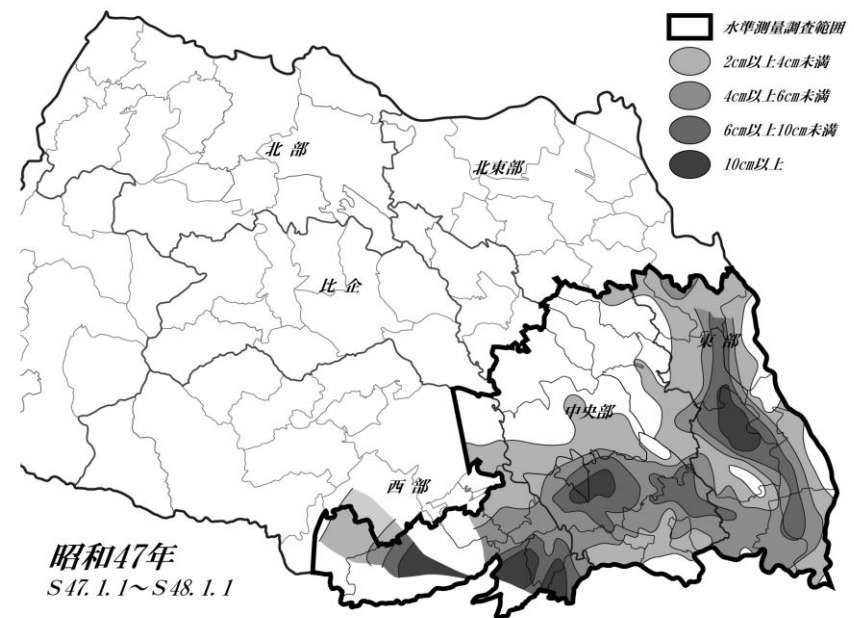 水準測量調査範囲
2cm以上4cm未満
4cm以上6cm未満
6cm以上10cm未満
10cm以上
北部
北東部
比企
東部
中央部
西部
昭和47年
S47.1.1～S48.1.1